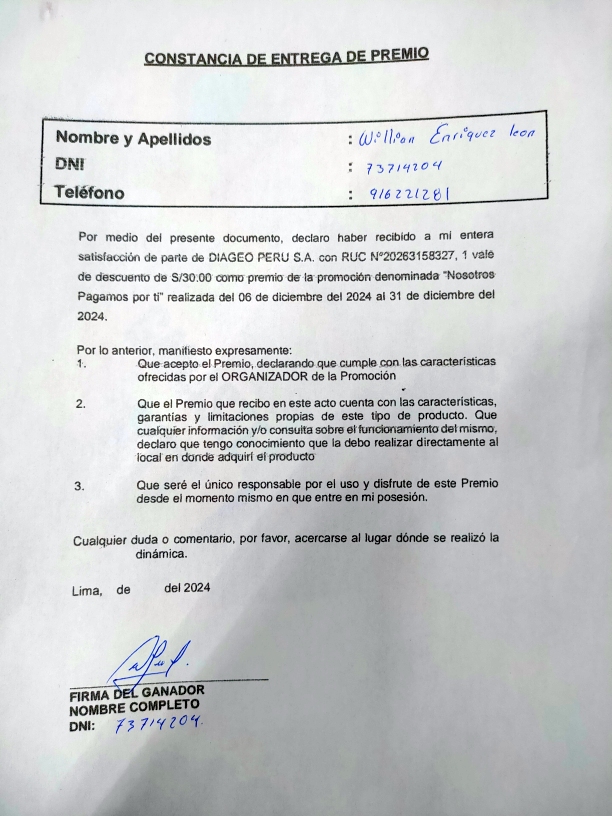 CONSTANCIA DE ENTREGA DE PREMIO
Nombre y Apellidos : Willian Enriquez leon
DNI : 73714204
Teléfono : 916221281
Por medio del presente documento, declaro haber recibido a mi entera
satisfacción de parte de DIAGEO PERU S.A. con RUC N°20263158327, 1 vale
de descuento de S/30.00 como premio de la promoción denominada "Nosotros
Pagamos por ti" realizada del 06 de diciembre del 2024 al 31 de diciembre del
2024.
Por lo anterior, manifiesto expresamente:
1. Que acepto el Premio, declarando que cumple con las características
ofrecidas por el ORGANIZADOR de la Promoción
2. Que el Premio que recibo en este acto cuenta con las características,
garantías y limitaciones propias de este tipo de producto. Que
cualquier información y/o consulta sobre el funcionamiento del mismo,
declaro que tengo conocimiento que la debo realizar directamente al
local en donde adquirí el producto
3. Que seré el único responsable por el uso y disfrute de este Premio
desde el momento mismo en que entre en mi posesión.
Cualquier duda o comentario, por favor, acercarse al lugar dónde se realizó la
dinámica.
Lima, de del 2024
FIRMA DEL GANADOR
NOMBRE COMPLETO
DNI: 73714204.